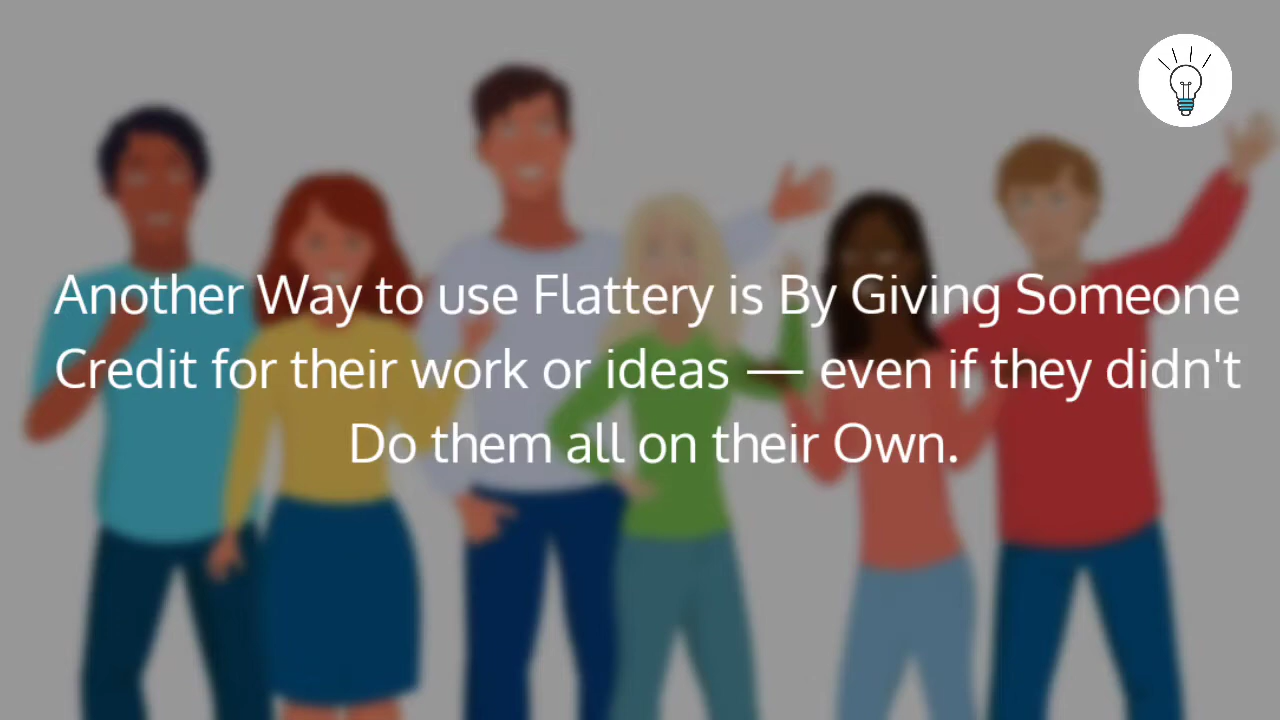 Another Way to use Flattery is By Giving Someone
Credit for their work or ideas — even if they didn't
Do them all on their Own.